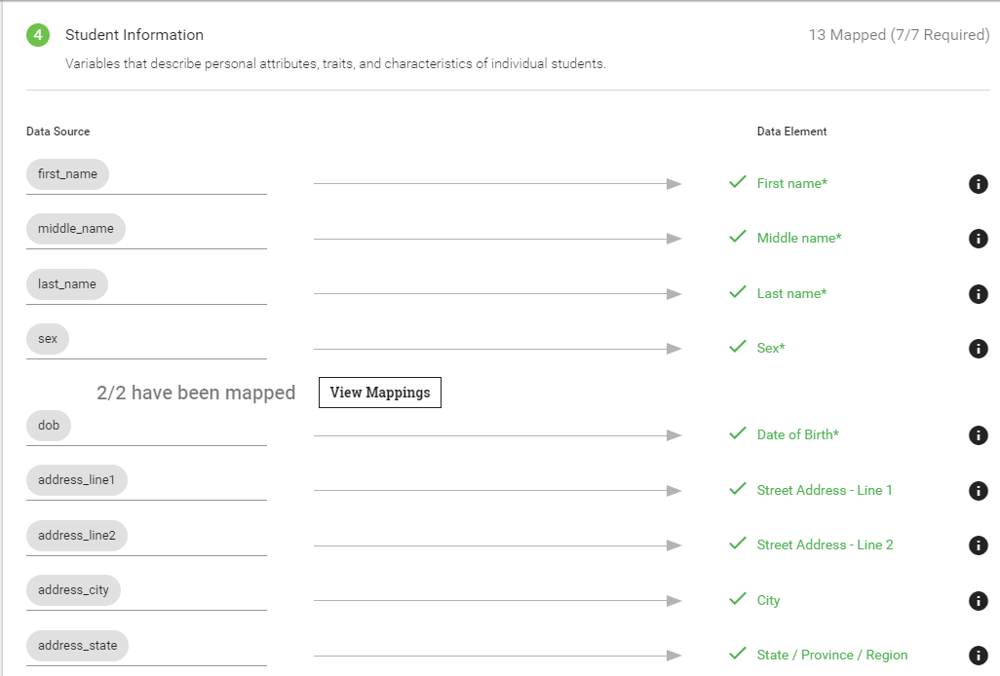 4 Student Information 13 Mapped (7/7 Required)
Variables that describe personal attributes, traits, and characteristics of individual students.
Data Source Data Element
first_name First name*
middle_name Middle name*
last_name Last name*
sex Sex*
2/2 have been mapped View Mappings
dob Date of Birth*
address_line1 Street Address - Line 1
address_line2 Street Address - Line 2
address_city City
address_state State / Province / Region